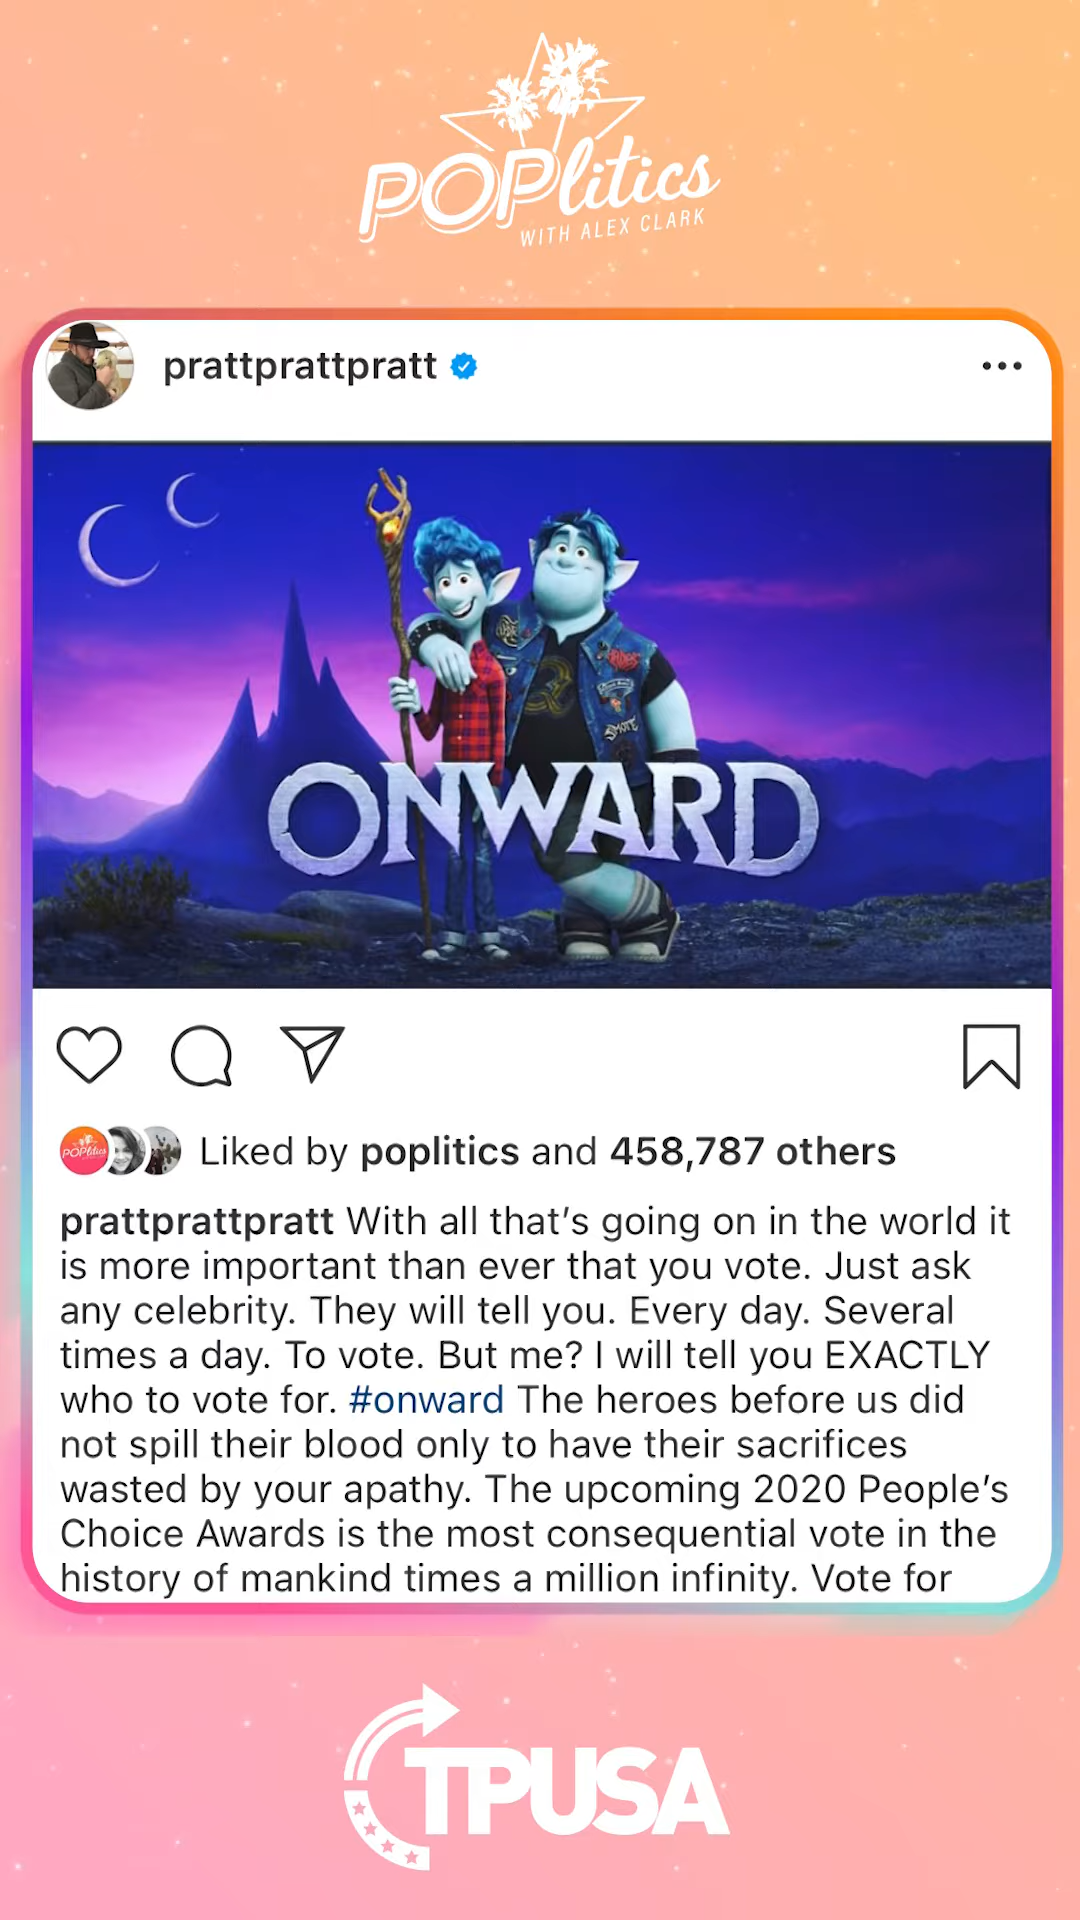 POPlitics
WITH ALEX CLARK
prattprattpratt
ONWARD
Liked by poplitics and 458,787 others
prattprattpratt With all that’s going on in the world it
is more important than ever that you vote. Just ask
any celebrity. They will tell you. Every day. Several
times a day. To vote. But me? I will tell you EXACTLY
who to vote for. #onward The heroes before us did
not spill their blood only to have their sacrifices
wasted by your apathy. The upcoming 2020 People’s
Choice Awards is the most consequential vote in the
history of mankind times a million infinity. Vote for
TPUSA